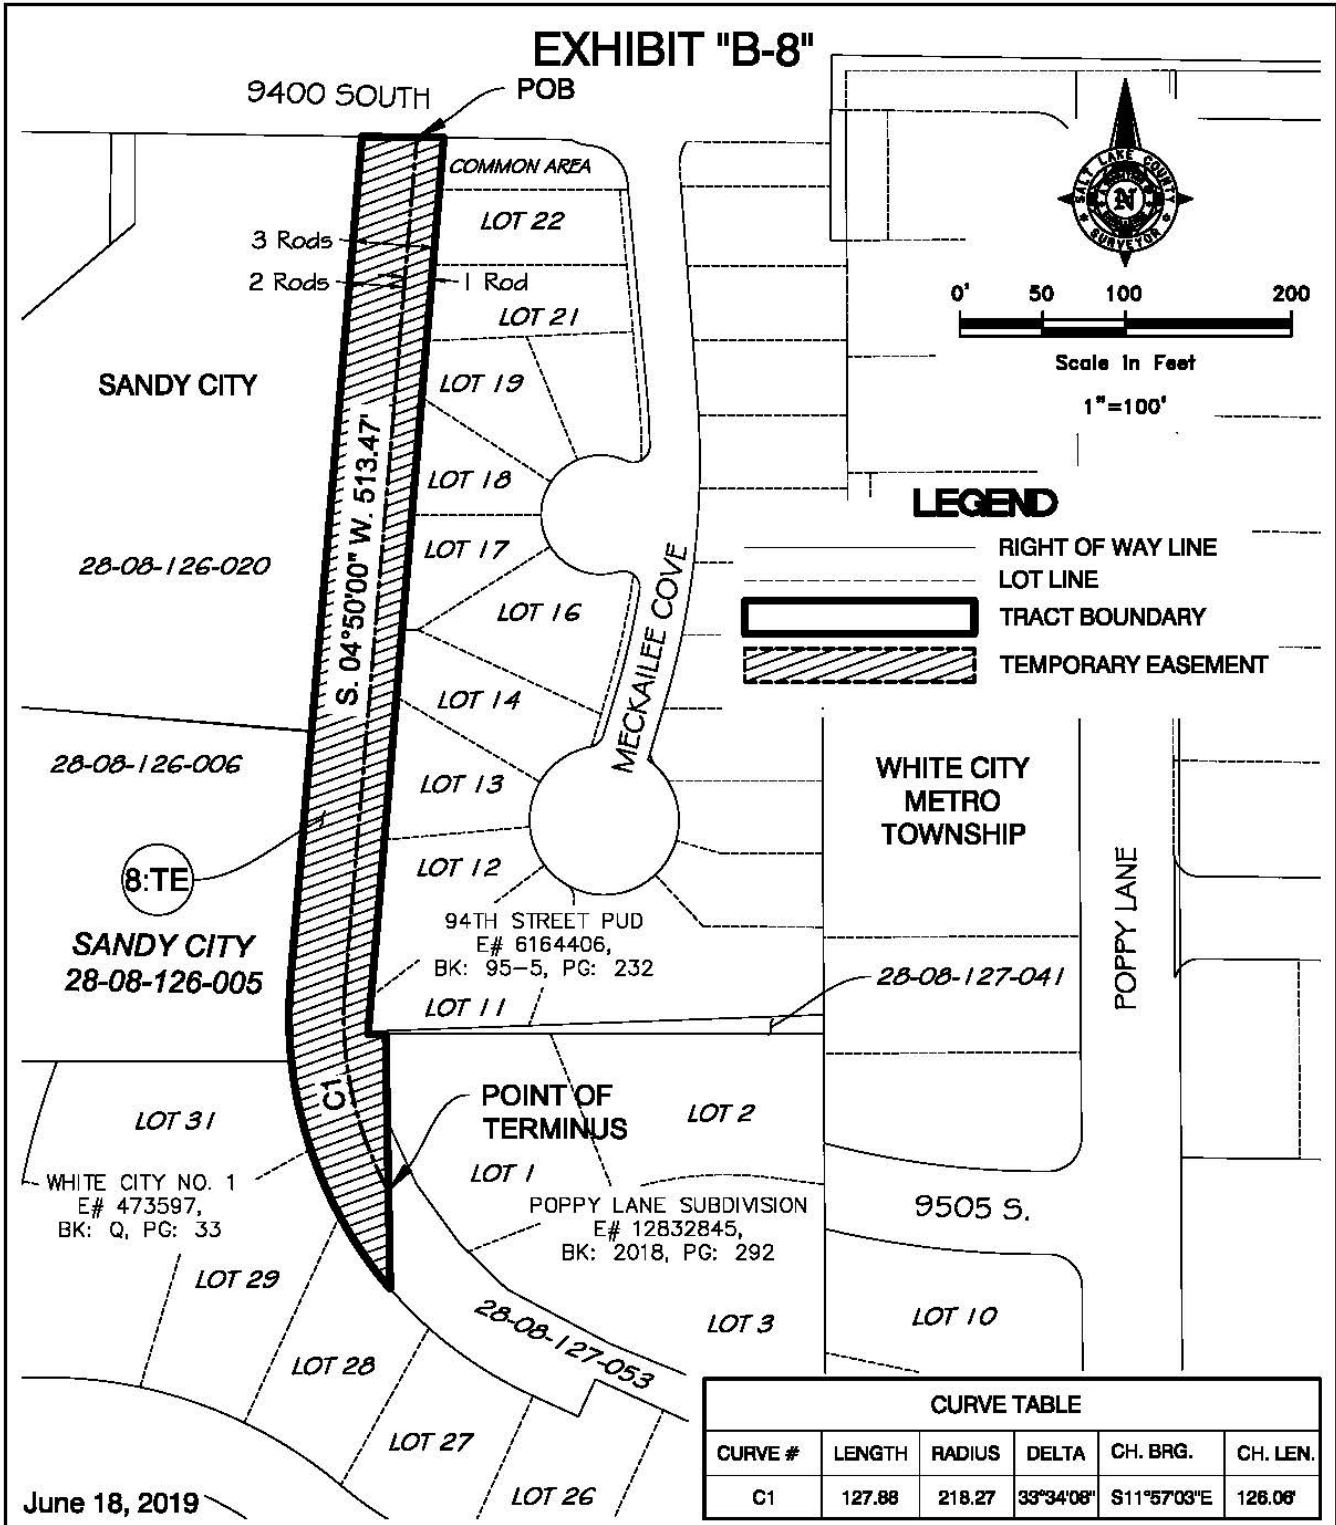 EXHIBIT "B-8"
9400 SOUTH
POB
COMMON AREA
LOT 22
3 Rods
2 Rods
1 Rod
LOT 21
SANDY CITY
LOT 19
S. 04°50'00" W. 513.47'
LOT 18
LOT 17
28-08-126-020
LOT 16
LOT 14
MECKAILEE COVE
28-08-126-006
LOT 13
8:TE
LOT 12
SANDY CITY
28-08-126-005
94TH STREET PUD
E# 6164406,
BK: 95-5, PG: 232
LOT 11
SALT LAKE COUNTY
SURVEYOR
N
0' 50 100 200
Scale in Feet
1"=100'
LEGEND
RIGHT OF WAY LINE
LOT LINE
TRACT BOUNDARY
TEMPORARY EASEMENT
WHITE CITY
METRO
TOWNSHIP
POPPY LANE
28-08-127-041
C1
POINT OF
TERMINUS
LOT 2
LOT 31
LOT 1
WHITE CITY NO. 1
E# 473597,
BK: Q, PG: 33
POPPY LANE SUBDIVISION
E# 12832845,
BK: 2018, PG: 292
9505 S.
LOT 29
28-08-127-053
LOT 3
LOT 10
LOT 28
LOT 27
LOT 26
June 18, 2019
CURVE TABLE
CURVE # LENGTH RADIUS DELTA CH. BRG. CH. LEN.
C1 127.88 218.27 33°34'08" S11°57'03"E 126.06'